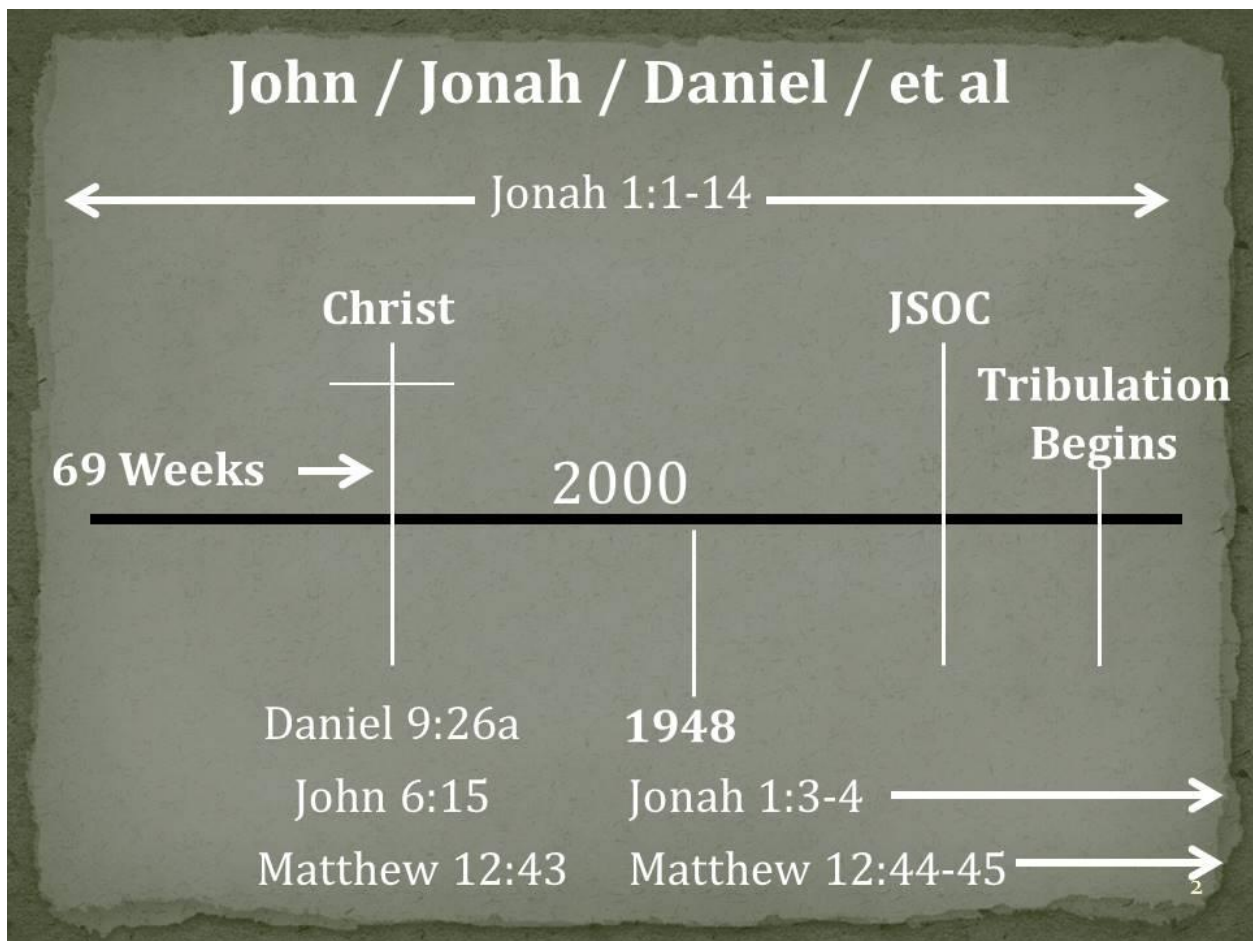 John / Jonah / Daniel / et al
Jonah 1:1-14
Christ
JSOC
Tribulation
Begins
69 Weeks
2000
Daniel 9:26a
1948
John 6:15
Jonah 1:3-4
Matthew 12:43
Matthew 12:44-45
2